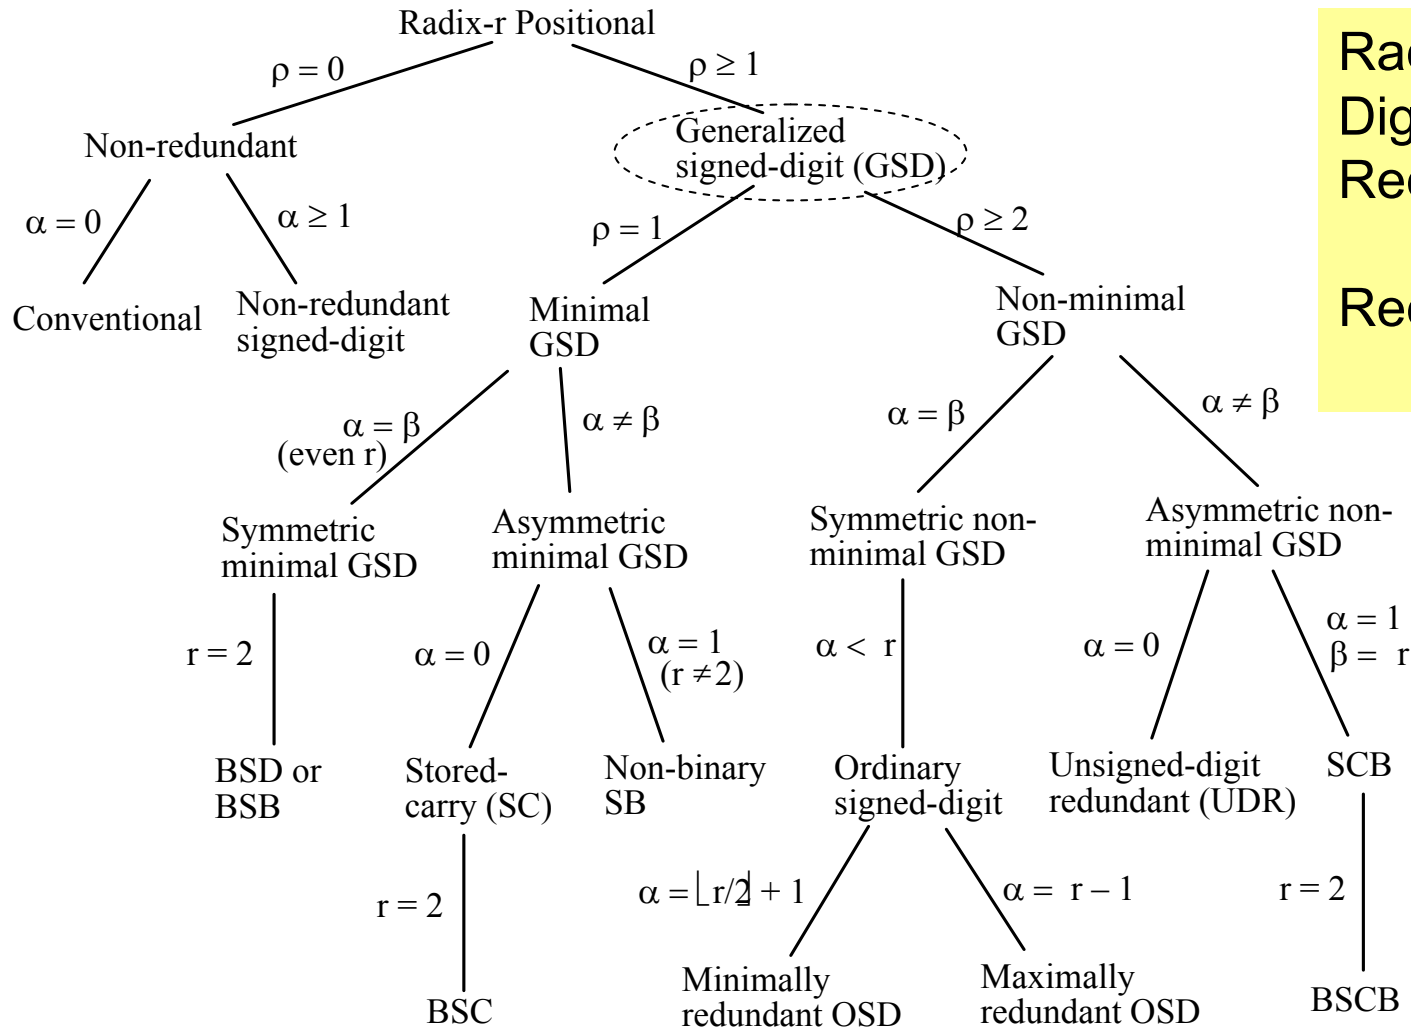 Radix-r Positional
ρ = 0
ρ ≥ 1
Non-redundant
Generalized
signed-digit (GSD)
α = 0
α ≥ 1
ρ = 1
ρ ≥ 2
Conventional
Non-redundant
signed-digit
Minimal
GSD
Non-minimal
GSD
α = β
(even r)
α ≠ β
α = β
α ≠ β
Symmetric
minimal GSD
Asymmetric
minimal GSD
Symmetric non-
minimal GSD
Asymmetric non-
minimal GSD
r = 2
α = 0
α = 1
(r ≠ 2)
α < r
α = 0
α = 1
β = r
BSD or
BSB
Stored-
carry (SC)
Non-binary
SB
Ordinary
signed-digit
Unsigned-digit
redundant (UDR)
SCB
r = 2
α = ⌊r/2⌋ + 1
α = r – 1
r = 2
BSC
Minimally
redundant OSD
Maximally
redundant OSD
BSCB
Dig